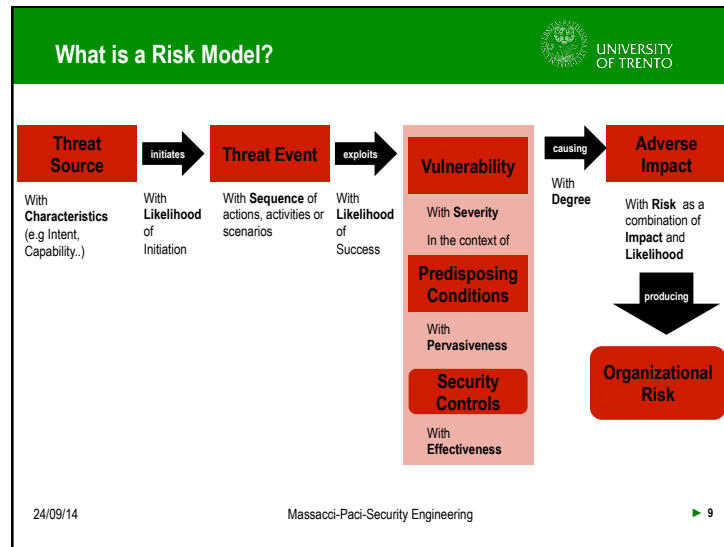 What is a Risk Model?
UNIVERSITY
OF TRENTO
Threat
Source
initiates
Threat Event
exploits
Vulnerability
causing
Adverse
Impact
With
Characteristics
(e.g Intent,
Capability..)
With
Likelihood
of
Initiation
With Sequence of
actions, activities or
scenarios
With
Likelihood
of
Success
With Severity
In the context of
Predisposing
Conditions
With
Pervasiveness
Security
Controls
With
Effectiveness
With
Degree
With Risk as a
combination of
Impact and
Likelihood
producing
Organizational
Risk
24/09/14
Massacci-Paci-Security Engineering
► 9